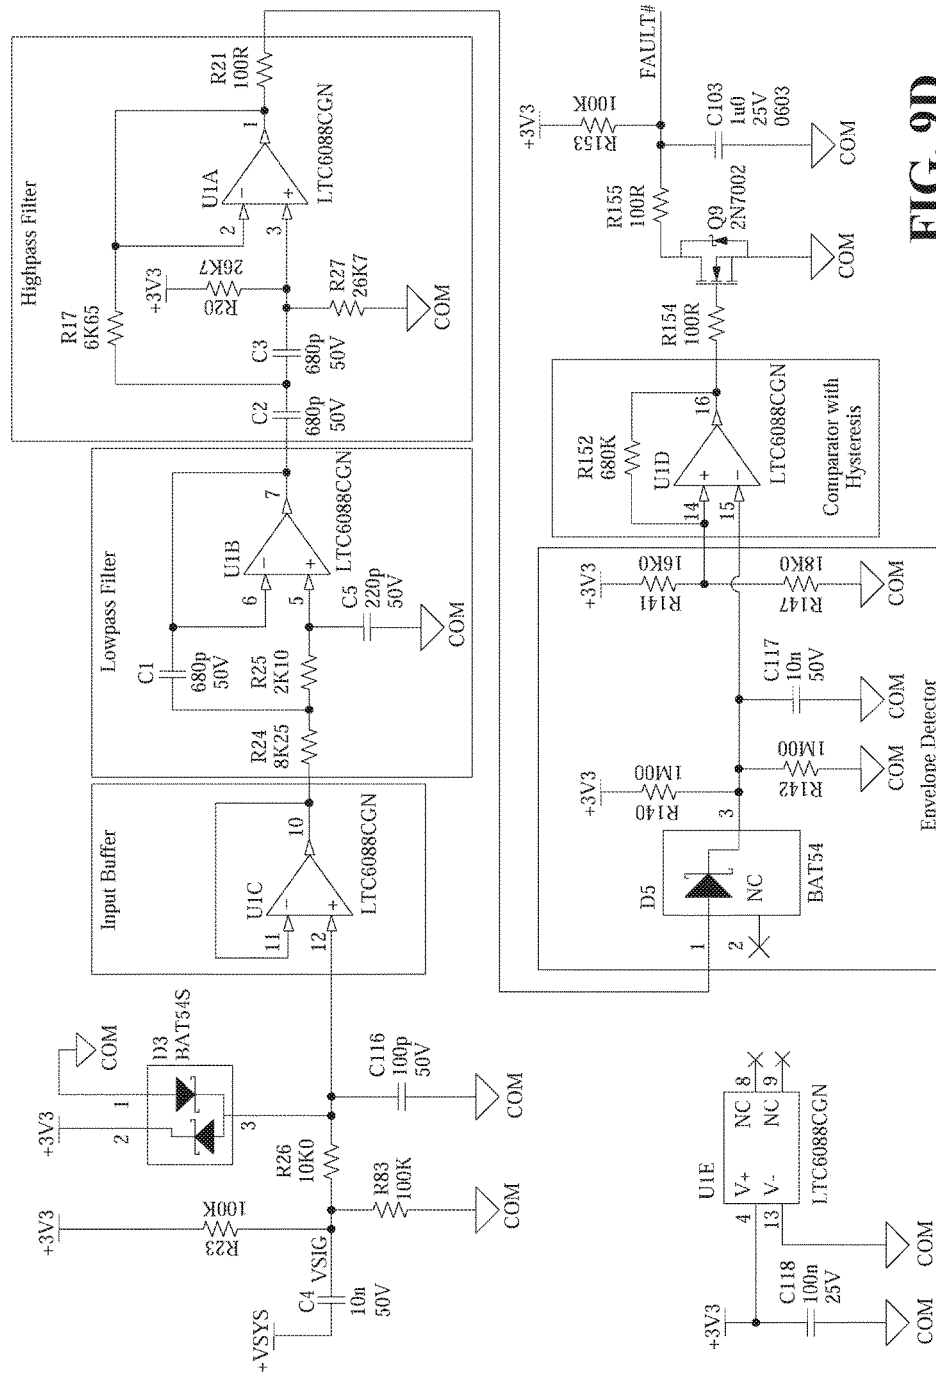 +VSYS
C4
10n
50V
VSIG
+3V3
R23
100K
R83
100K
COM
R26
10K0
+3V3
COM
2
1
D3
BAT54S
3
C116
100p
50V
COM
Input Buffer
11
12
U1C
-
+
10
LTC6088CGN
Lowpass Filter
R24
8K25
R25
2K10
C1
680p
50V
C5
220p
50V
COM
6
5
U1B
-
+
7
LTC6088CGN
Highpass Filter
C2
680p
50V
C3
680p
50V
R17
6K65
+3V3
R20
26K7
R27
26K7
COM
2
3
U1A
-
+
1
LTC6088CGN
R21
100R
+3V3
C118
100n
25V
COM
COM
4
13
U1E
V+
V-
NC
NC
8
9
LTC6088CGN
Envelope Detector
1
2
D5
NC
BAT54
3
+3V3
R140
1M00
R142
1M00
COM
C117
10n
50V
COM
+3V3
R141
16K0
R147
18K0
COM
Comparator with
Hysteresis
R152
680K
14
15
U1D
+
-
16
LTC6088CGN
R154
100R
Q9
2N7002
COM
R155
100R
+3V3
R153
100K
C103
1u0
25V
0603
COM
FAULT#
FIG. 9D